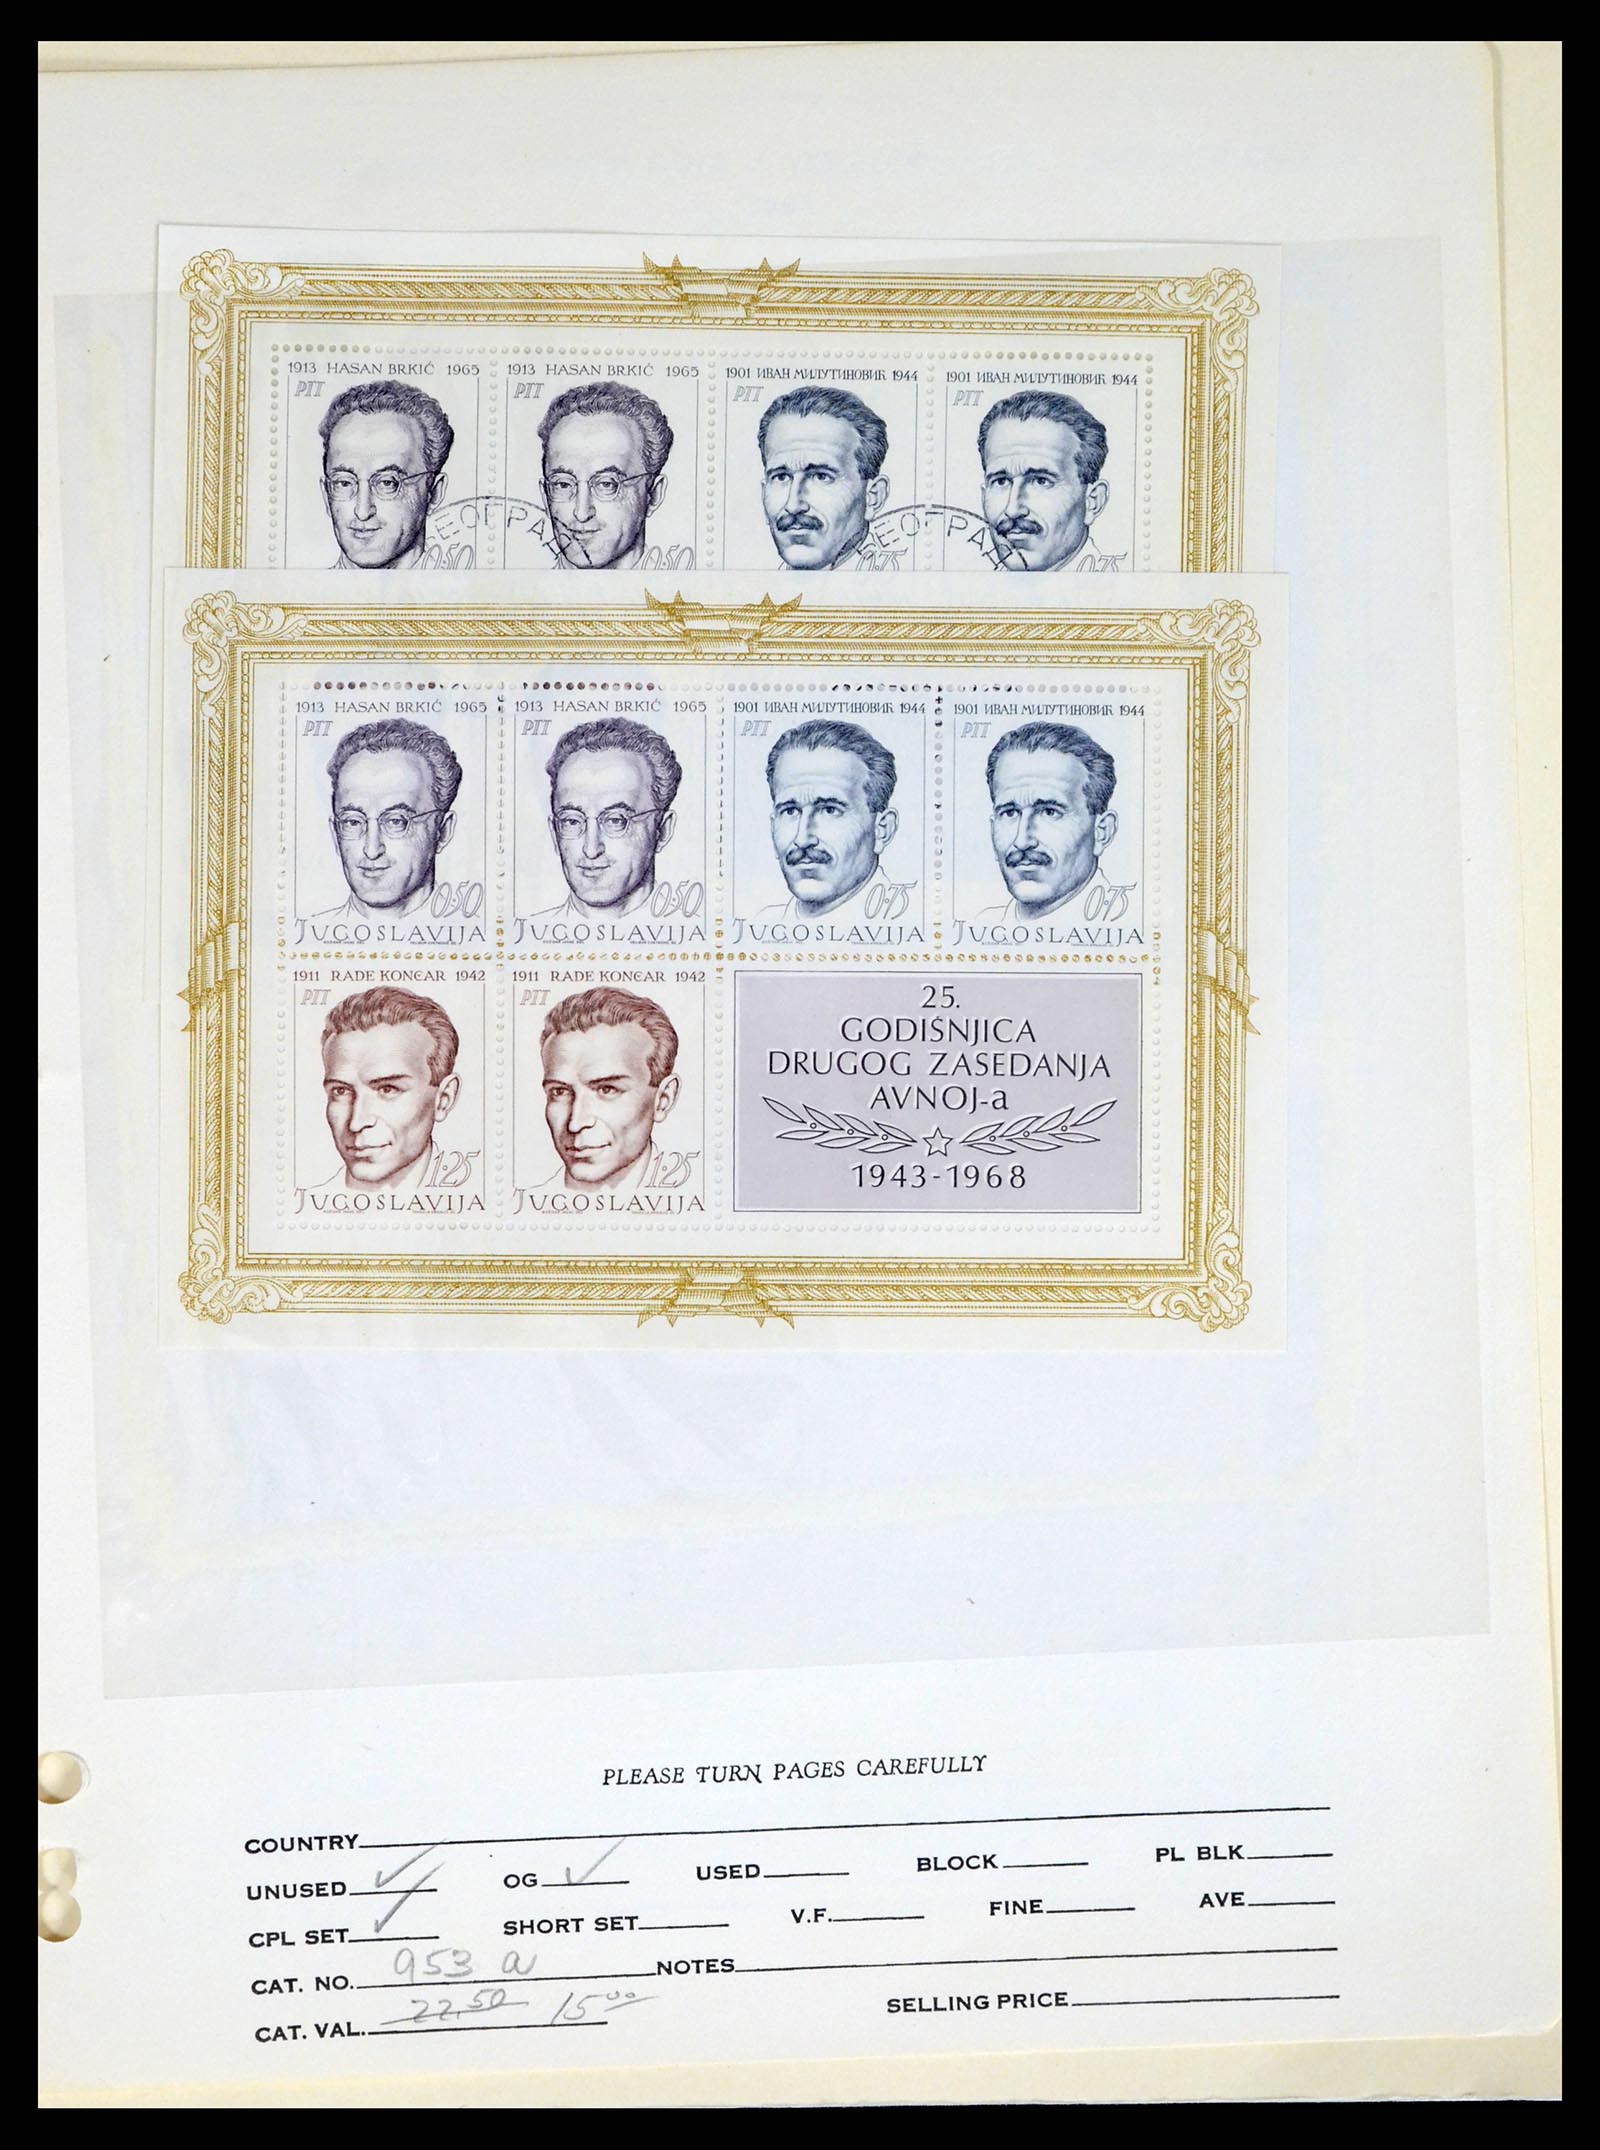 1913 HASAN BRKIĆ 1965 1913 HASAN BRKIĆ 1965 1901 ИВАН МИЛУТИНОВИЋ 1944 1901 ИВАН МИЛУТИНОВИЋ 1944
PTT PTT PTT PTT
БЕОГРАД БЕОГРАД
0·50 0·50 0·75 0·75
1913 HASAN BRKIĆ 1965 1913 HASAN BRKIĆ 1965 1901 ИВАН МИЛУТИНОВИЋ 1944 1901 ИВАН МИЛУТИНОВИЋ 1944
PTT PTT PTT PTT
0·50 0·50 0·75 0·75
JUGOSLAVIJA JUGOSLAVIJA JUGOSLAVIJA JUGOSLAVIJA
1911 RADE KONČAR 1942 1911 RADE KONČAR 1942
PTT PTT
1·25 1·25
JUGOSLAVIJA JUGOSLAVIJA
25.
GODIŠNJICA
DRUGOG ZASEDANJA
AVNOJ-a
1943-1968
PLEASE TURN PAGES CAREFULLY
COUNTRY
UNUSED ✓ OG ✓ USED BLOCK PL BLK
CPL SET ✓ SHORT SET V.F. FINE AVE
CAT. NO. 953 a NOTES
CAT. VAL. 22.50 15.00 SELLING PRICE